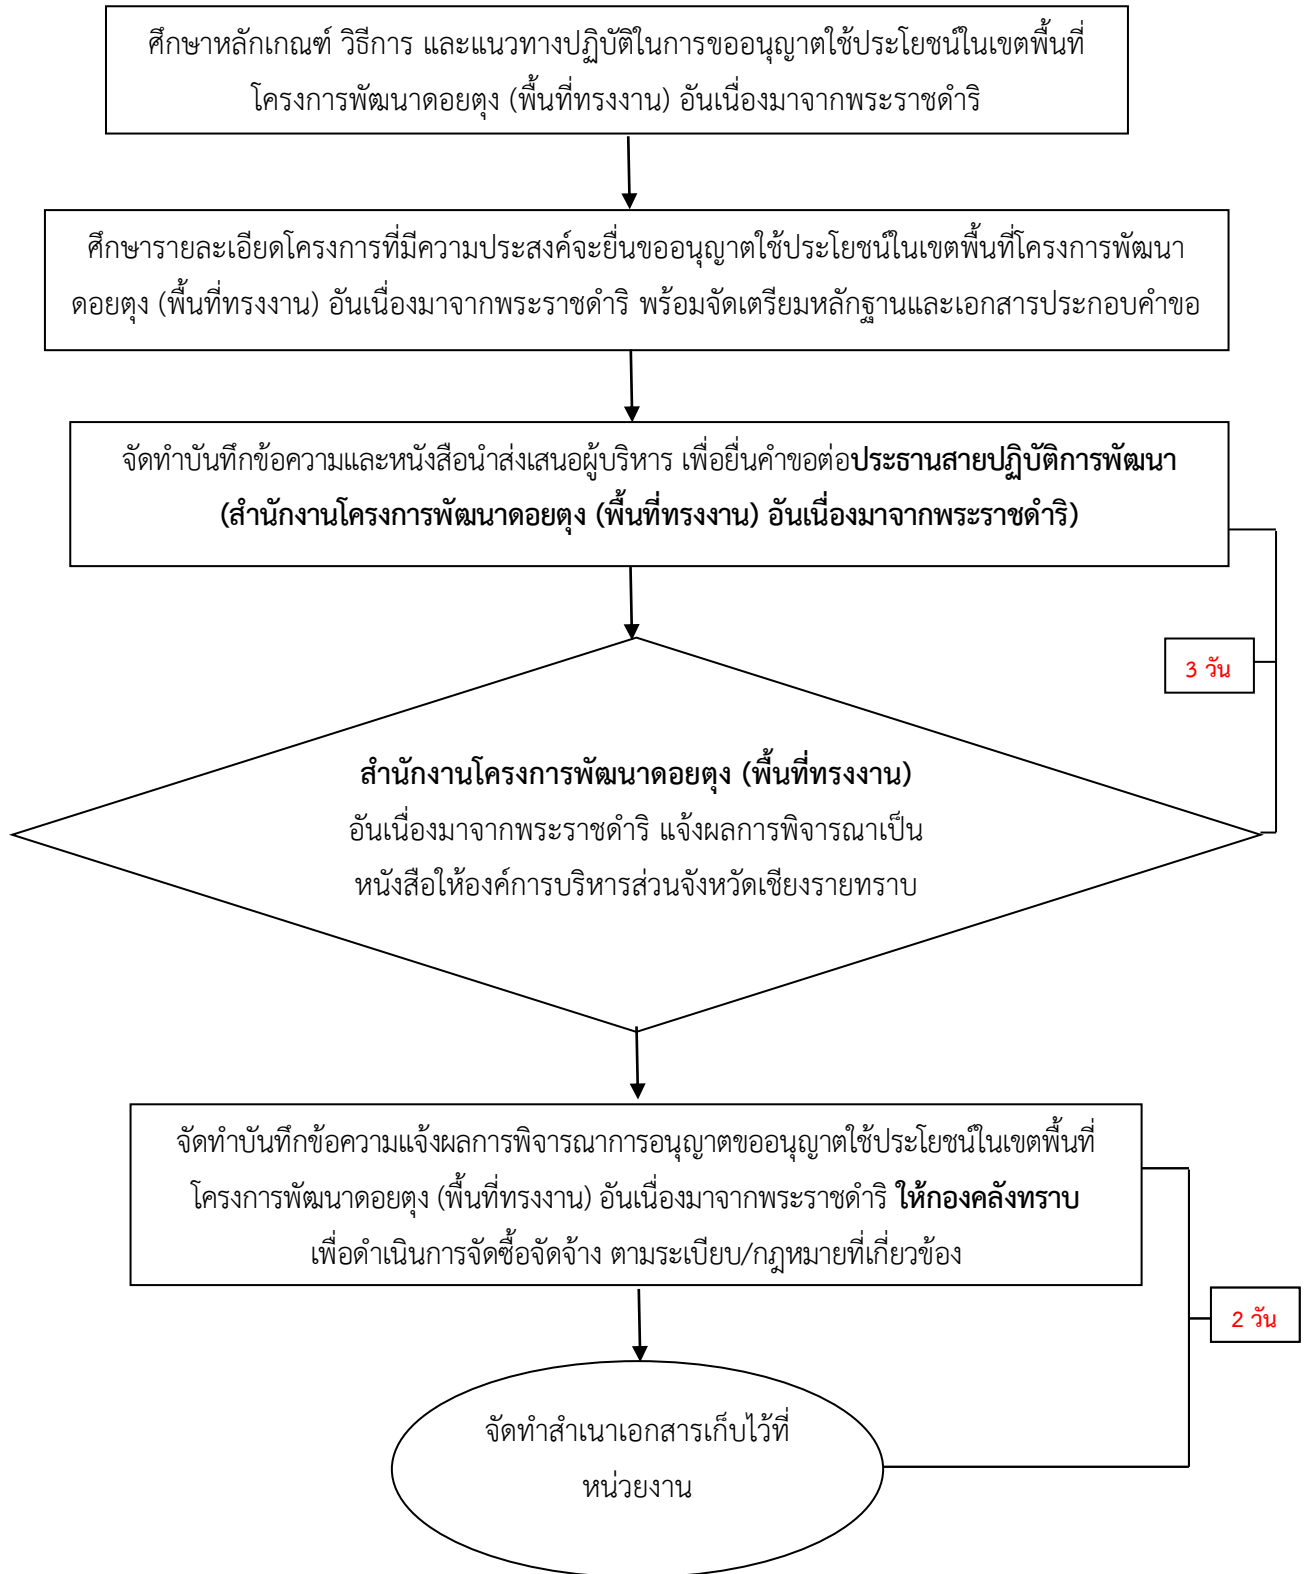 ศึกษาหลักเกณฑ์ วิธีการ และแนวทางปฏิบัติในการขออนุญาตใช้ประโยชน์ในเขตพื้นที่
โครงการพัฒนาดอยตุง (พื้นที่ทรงงาน) อันเนื่องมาจากพระราชดำริ
ศึกษารายละเอียดโครงการที่มีความประสงค์จะยื่นขออนุญาตใช้ประโยชน์ในเขตพื้นที่โครงการพัฒนา
ดอยตุง (พื้นที่ทรงงาน) อันเนื่องมาจากพระราชดำริ พร้อมจัดเตรียมหลักฐานและเอกสารประกอบคำขอ
จัดทำบันทึกข้อความและหนังสือนำส่งเสนอผู้บริหาร เพื่อยื่นคำขอต่อประธานสายปฏิบัติการพัฒนา
(สำนักงานโครงการพัฒนาดอยตุง (พื้นที่ทรงงาน) อันเนื่องมาจากพระราชดำริ)
3 วัน
สำนักงานโครงการพัฒนาดอยตุง (พื้นที่ทรงงาน)
อันเนื่องมาจากพระราชดำริ แจ้งผลการพิจารณาเป็น
หนังสือให้องค์การบริหารส่วนจังหวัดเชียงรายทราบ
จัดทำบันทึกข้อความแจ้งผลการพิจารณาการอนุญาตขออนุญาตใช้ประโยชน์ในเขตพื้นที่
โครงการพัฒนาดอยตุง (พื้นที่ทรงงาน) อันเนื่องมาจากพระราชดำริ ให้กองคลังทราบ
เพื่อดำเนินการจัดซื้อจัดจ้าง ตามระเบียบ/กฎหมายที่เกี่ยวข้อง
2 วัน
จัดทำสำเนาเอกสารเก็บไว้ที่
หน่วยงาน